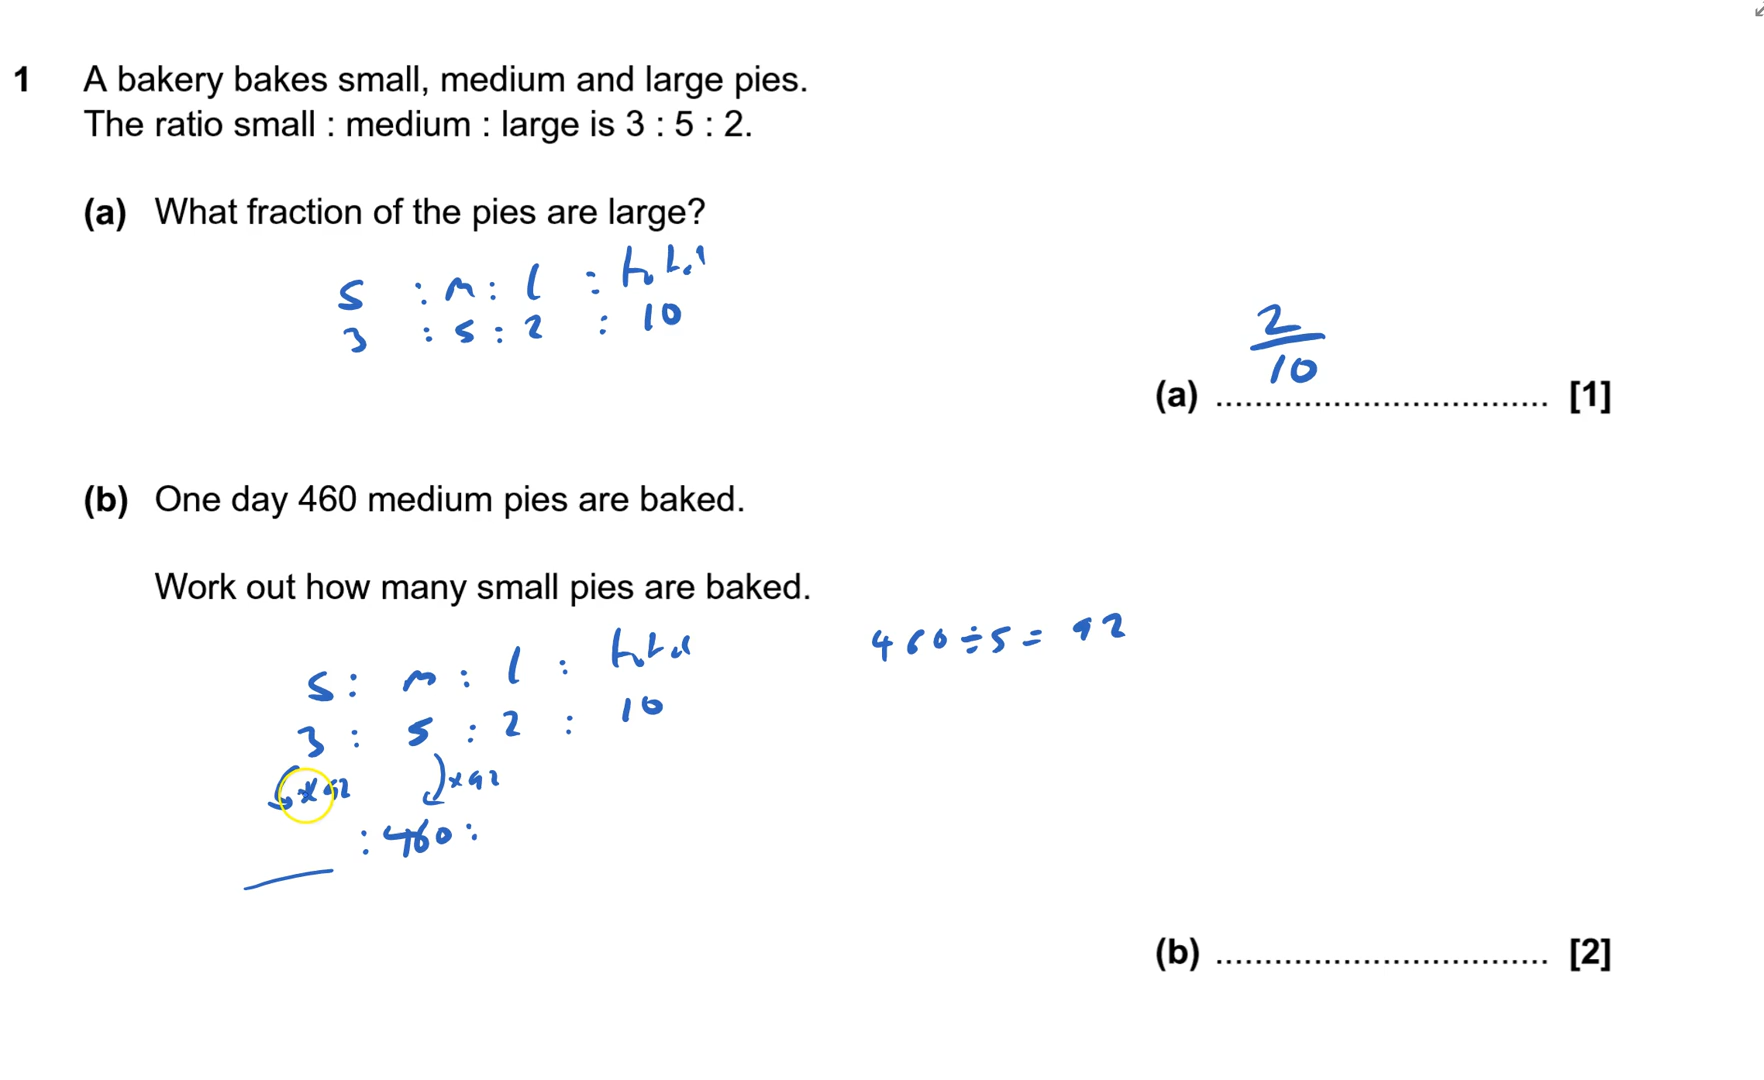 1 A bakery bakes small, medium and large pies.
The ratio small : medium : large is 3 : 5 : 2.
(a) What fraction of the pies are large?
s : m : l : total
3 : 5 : 2 : 10
2/10
(a) .................................. [1]
(b) One day 460 medium pies are baked.
Work out how many small pies are baked.
460÷5 = 92
s : m : l : total
3 : 5 : 2 : 10
×92 ×92
: 460 :
(b) .................................. [2]